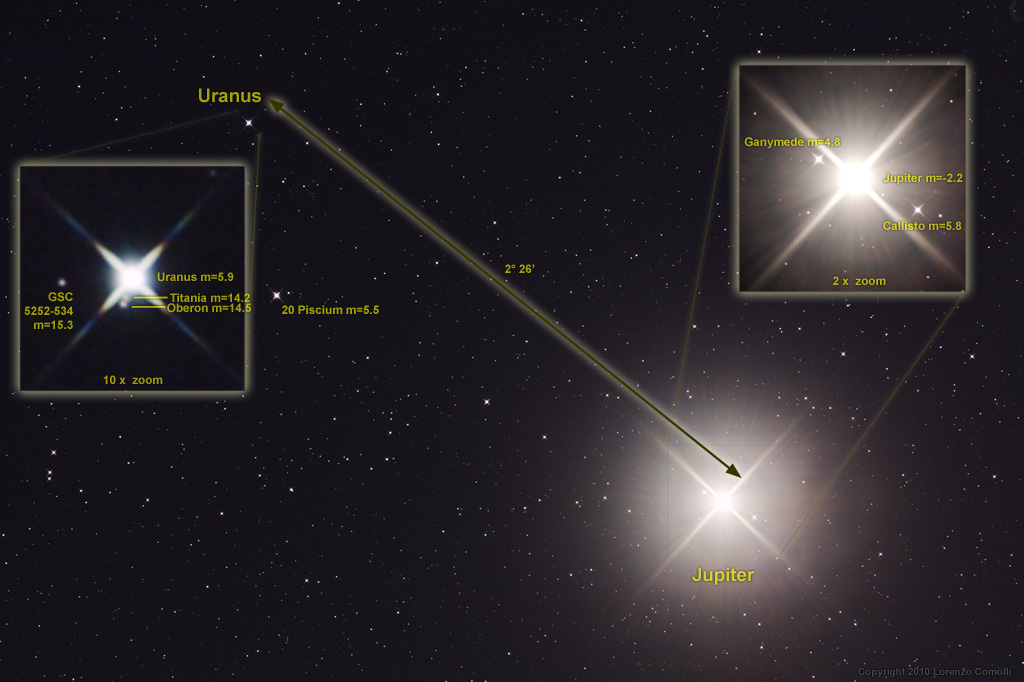 Uranus
Ganymede m=4.8
Jupiter m=-2.2
Callisto m=5.8
2 x zoom
2° 26'
Uranus m=5.9
Titania m=14.2
Oberon m=14.5
GSC
5252-534
m=15.3
10 x zoom
20 Piscium m=5.5
Jupiter
Copyright 2010 Lorenzo Comolli